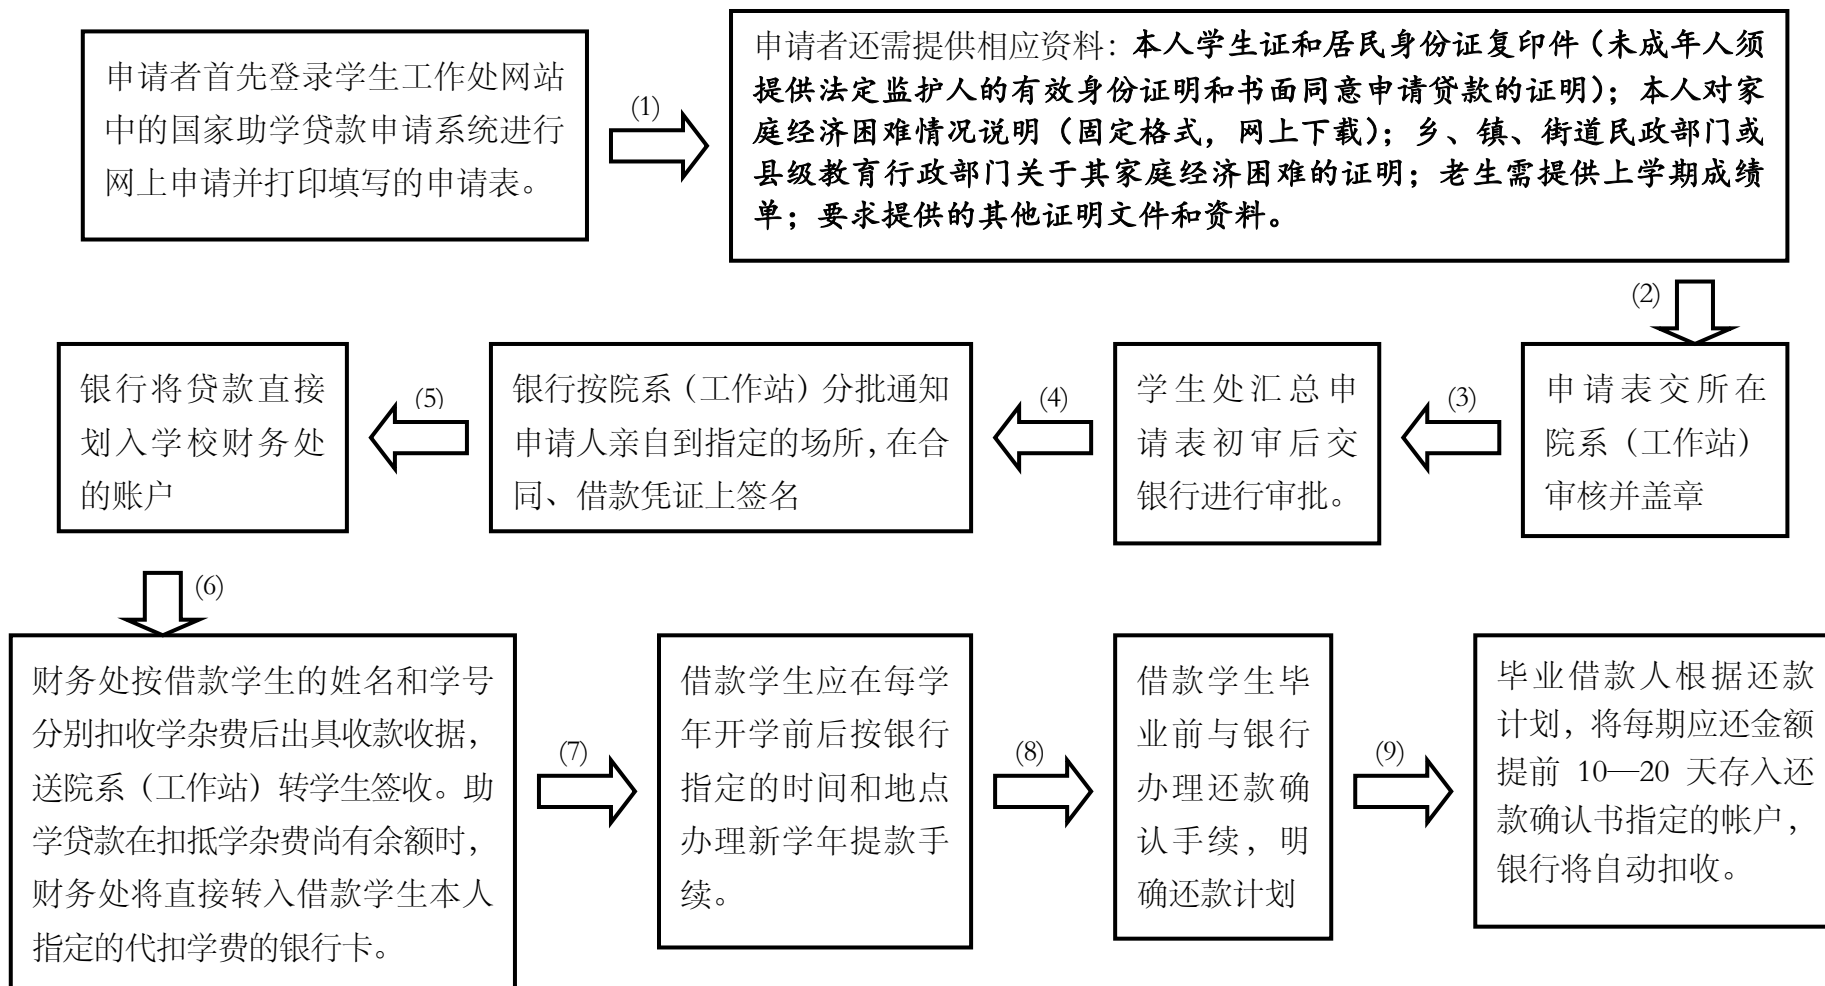 申请者首先登录学生工作处网站
中的国家助学贷款申请系统进行
网上申请并打印填写的申请表。
(1)
申请者还需提供相应资料：本人学生证和居民身份证复印件（未成年人须
提供法定监护人的有效身份证明和书面同意申请贷款的证明）；本人对家
庭经济困难情况说明（固定格式，网上下载）；乡、镇、街道民政部门或
县级教育行政部门关于其家庭经济困难的证明；老生需提供上学期成绩
单；要求提供的其他证明文件和资料。
(2)
申请表交所在
院系（工作站）
审核并盖章
(3)
学生处汇总申
请表初审后交
银行进行审批。
(4)
银行按院系（工作站）分批通知
申请人亲自到指定的场所，在合
同、借款凭证上签名
(5)
银行将贷款直接
划入学校财务处
的账户
(6)
财务处按借款学生的姓名和学号
分别扣收学杂费后出具收款收据，
送院系（工作站）转学生签收。助
学贷款在扣抵学杂费尚有余额时，
财务处将直接转入借款学生本人
指定的代扣学费的银行卡。
(7)
借款学生应在每学
年开学前后按银行
指定的时间和地点
办理新学年提款手
续。
(8)
借款学生毕
业前与银行
办理还款确
认手续，明
确还款计划
(9)
毕业借款人根据还款
计划，将每期应还金额
提前 10—20 天存入还
款确认书指定的帐户，
银行将自动扣收。